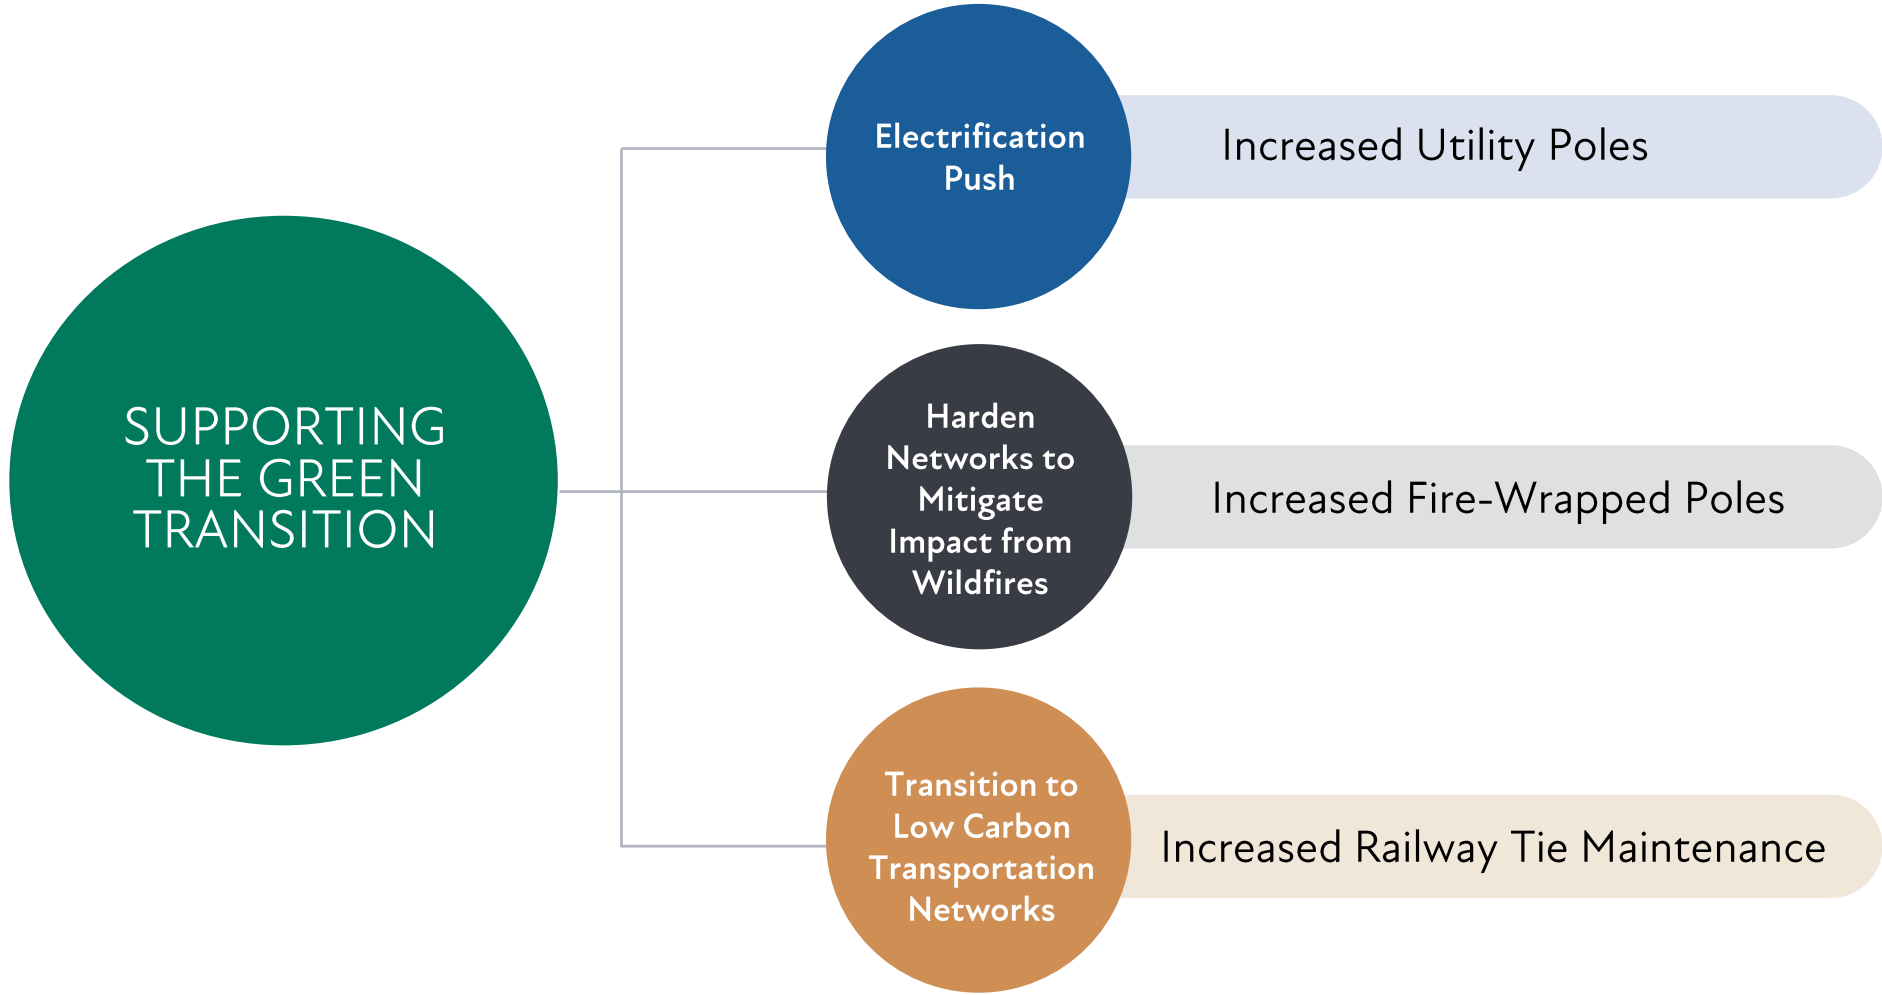 SUPPORTING
THE GREEN
TRANSITION
Electrification
Push
Increased Utility Poles
Harden
Networks to
Mitigate
Impact from
Wildfires
Increased Fire-Wrapped Poles
Transition to
Low Carbon
Transportation
Networks
Increased Railway Tie Maintenance